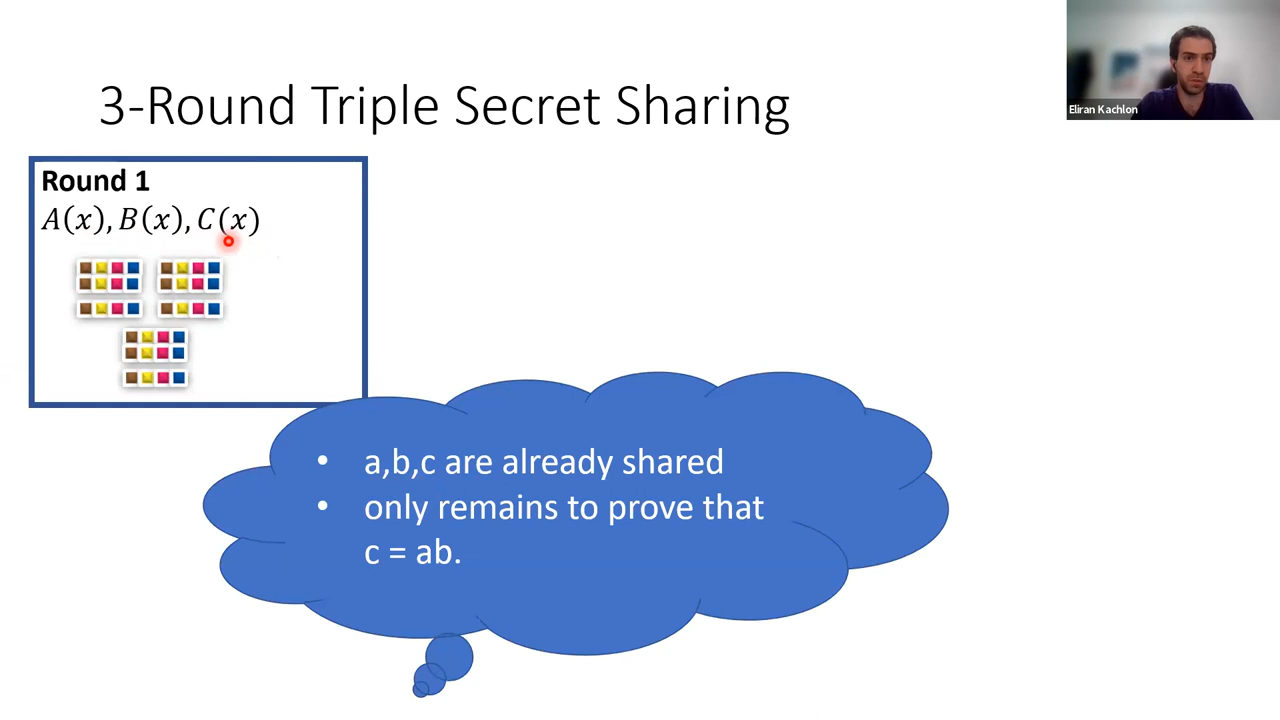 3-Round Triple Secret Sharing
Eliran Kachlon
Round 1
A(x), B(x), C(x)
• a,b,c are already shared
• only remains to prove that
c = ab.